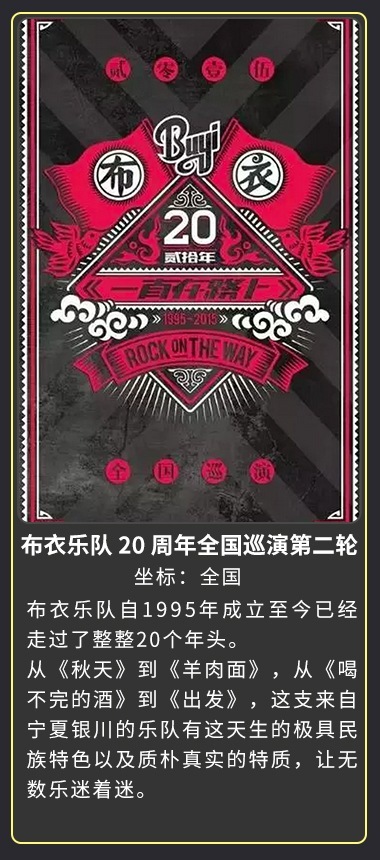 贰零壹伍
Buyi
布衣
20
贰拾年
一直在路上
1995-2015
ROCK ON THE WAY
全国巡演
布衣乐队 20 周年全国巡演第二轮
坐标：全国
布衣乐队自1995年成立至今已经
走过了整整20个年头。
从《秋天》到《羊肉面》，从《喝
不完的酒》到《出发》，这支来自
宁夏银川的乐队有这天生的极具民
族特色以及质朴真实的特质，让无
数乐迷着迷。